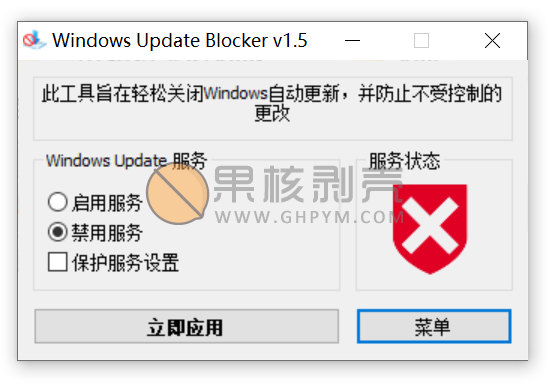 Windows Update Blocker v1.5
此工具旨在轻松关闭Windows自动更新，并防止不受控制的
更改
Windows Update 服务
服务状态
果核剥壳
WWW.GHPYM.COM
启用服务
禁用服务
保护服务设置
立即应用
菜单